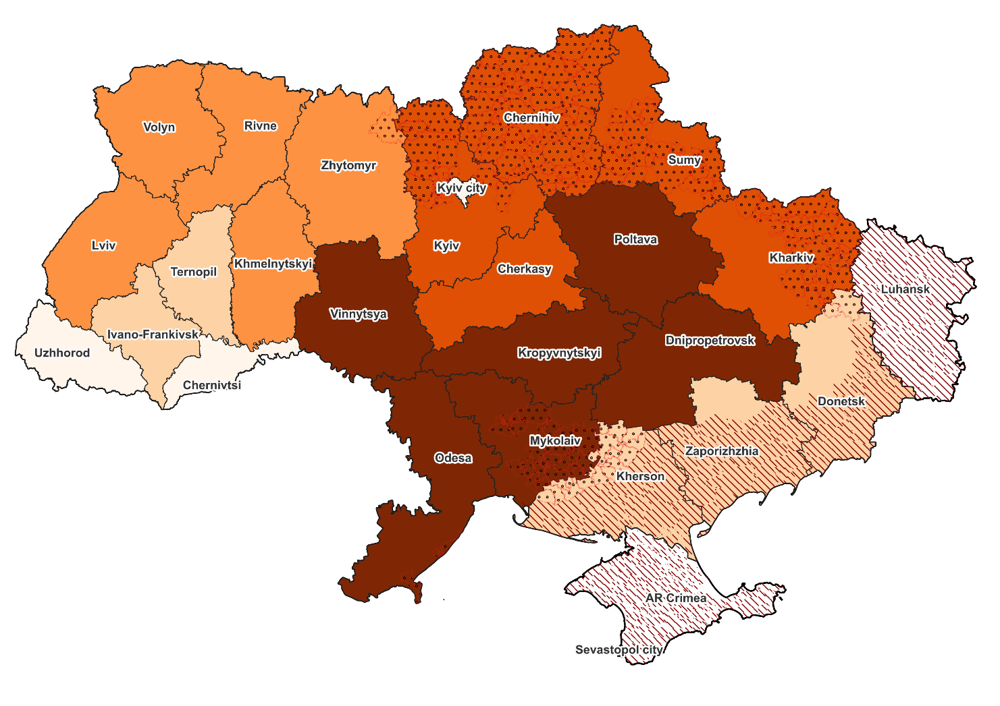 Chernihiv
Volyn
Rivne
Zhytomyr
Sumy
Kyiv city
Lviv
Kyiv
Poltava
Khmelnytskyi
Kharkiv
Ternopil
Cherkasy
Luhansk
Vinnytsya
Ivano-Frankivsk
Dnipropetrovsk
Uzhhorod
Kropyvnytskyi
Chernivtsi
Donetsk
Mykolaiv
Zaporizhzhia
Odesa
Kherson
AR Crimea
Sevastopol city